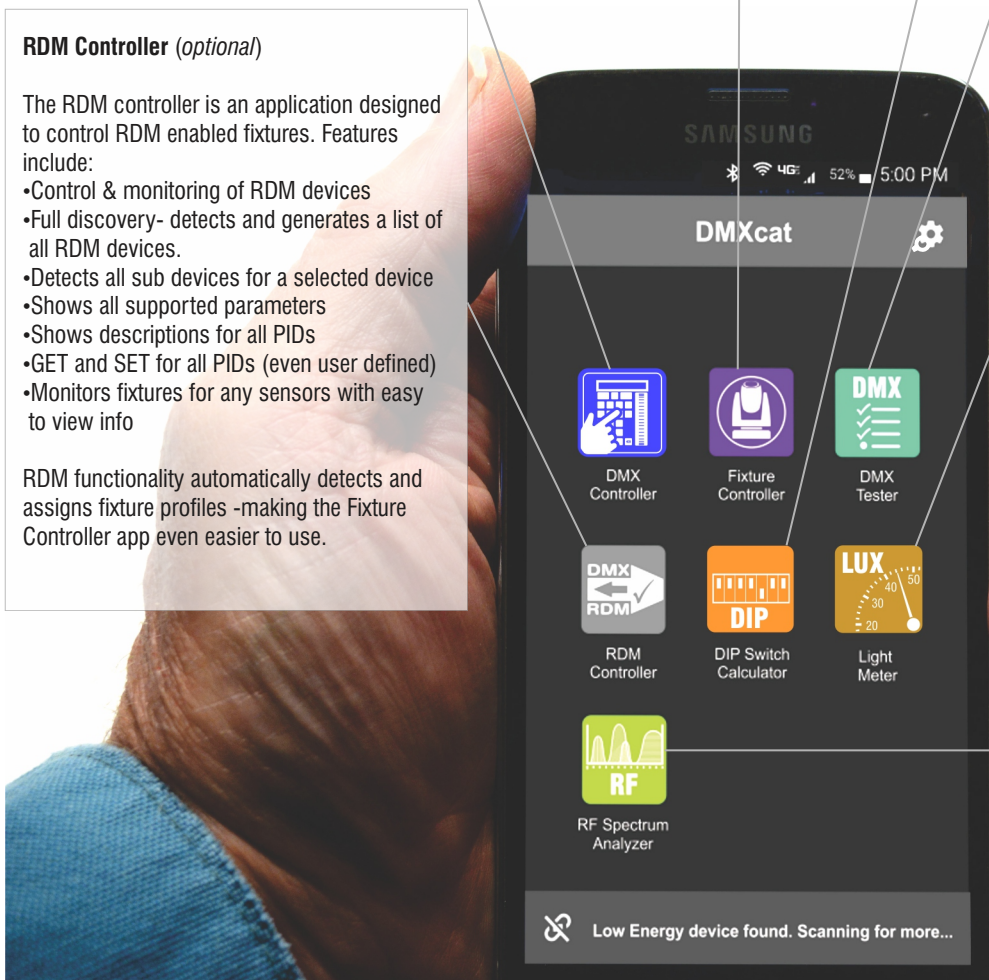 RDM Controller (optional)
The RDM controller is an application designed
to control RDM enabled fixtures. Features
include:
•Control & monitoring of RDM devices
•Full discovery- detects and generates a list of
all RDM devices.
•Detects all sub devices for a selected device
•Shows all supported parameters
•Shows descriptions for all PIDs
•GET and SET for all PIDs (even user defined)
•Monitors fixtures for any sensors with easy
to view info
RDM functionality automatically detects and
assigns fixture profiles -making the Fixture
Controller app even easier to use.
SAMSUNG
4G 52% 5:00 PM
DMXcat
DMX
DMX
Controller
Fixture
Controller
DMX
Tester
DMX
RDM
DIP
LUX
20
30
40
50
RDM
Controller
DIP Switch
Calculator
Light
Meter
RF
RF Spectrum
Analyzer
Low Energy device found. Scanning for more...